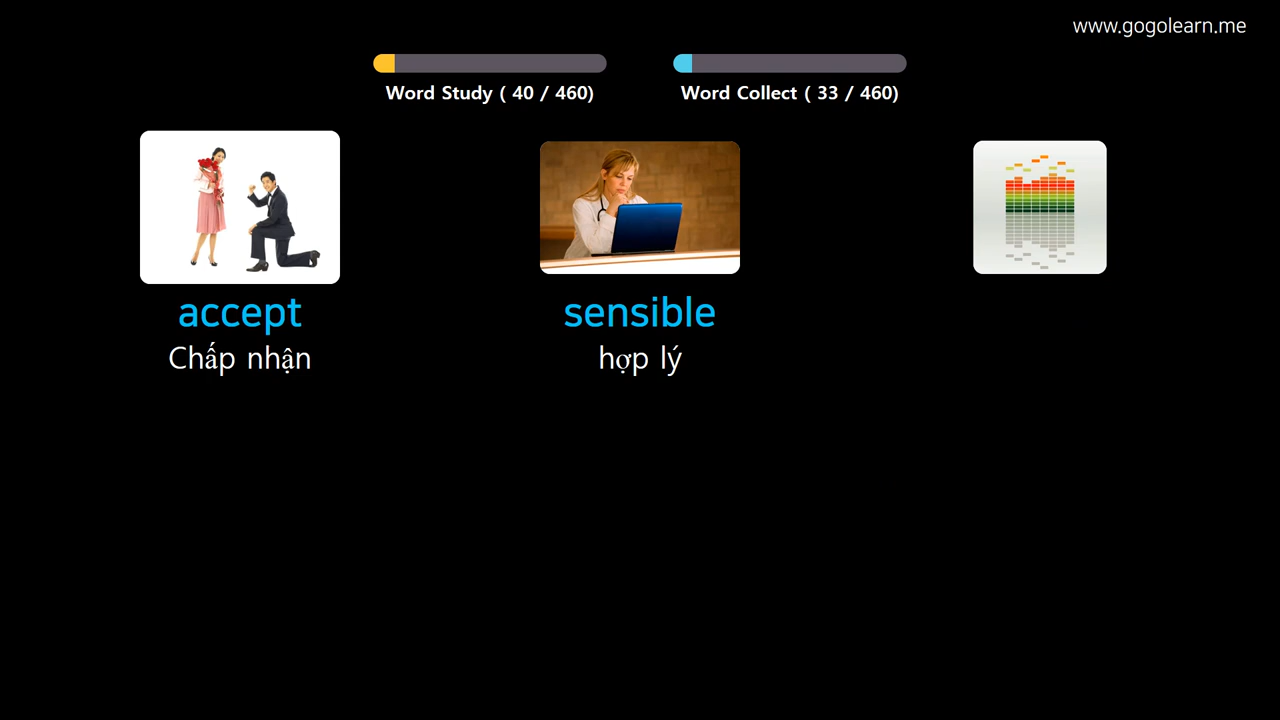 www.gogolearn.me
Word Study ( 40 / 460)
Word Collect ( 33 / 460)
accept
Chấp nhận
sensible
hợp lý